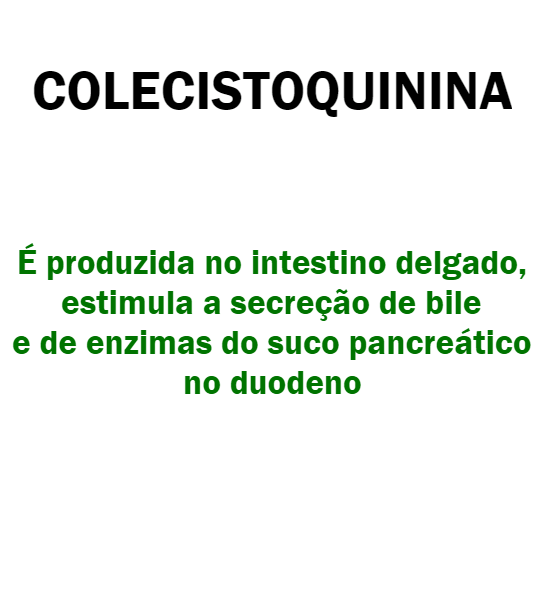 COLECISTOQUININA
É produzida no intestino delgado,
estimula a secreção de bile
e de enzimas do suco pancreático
no duodeno